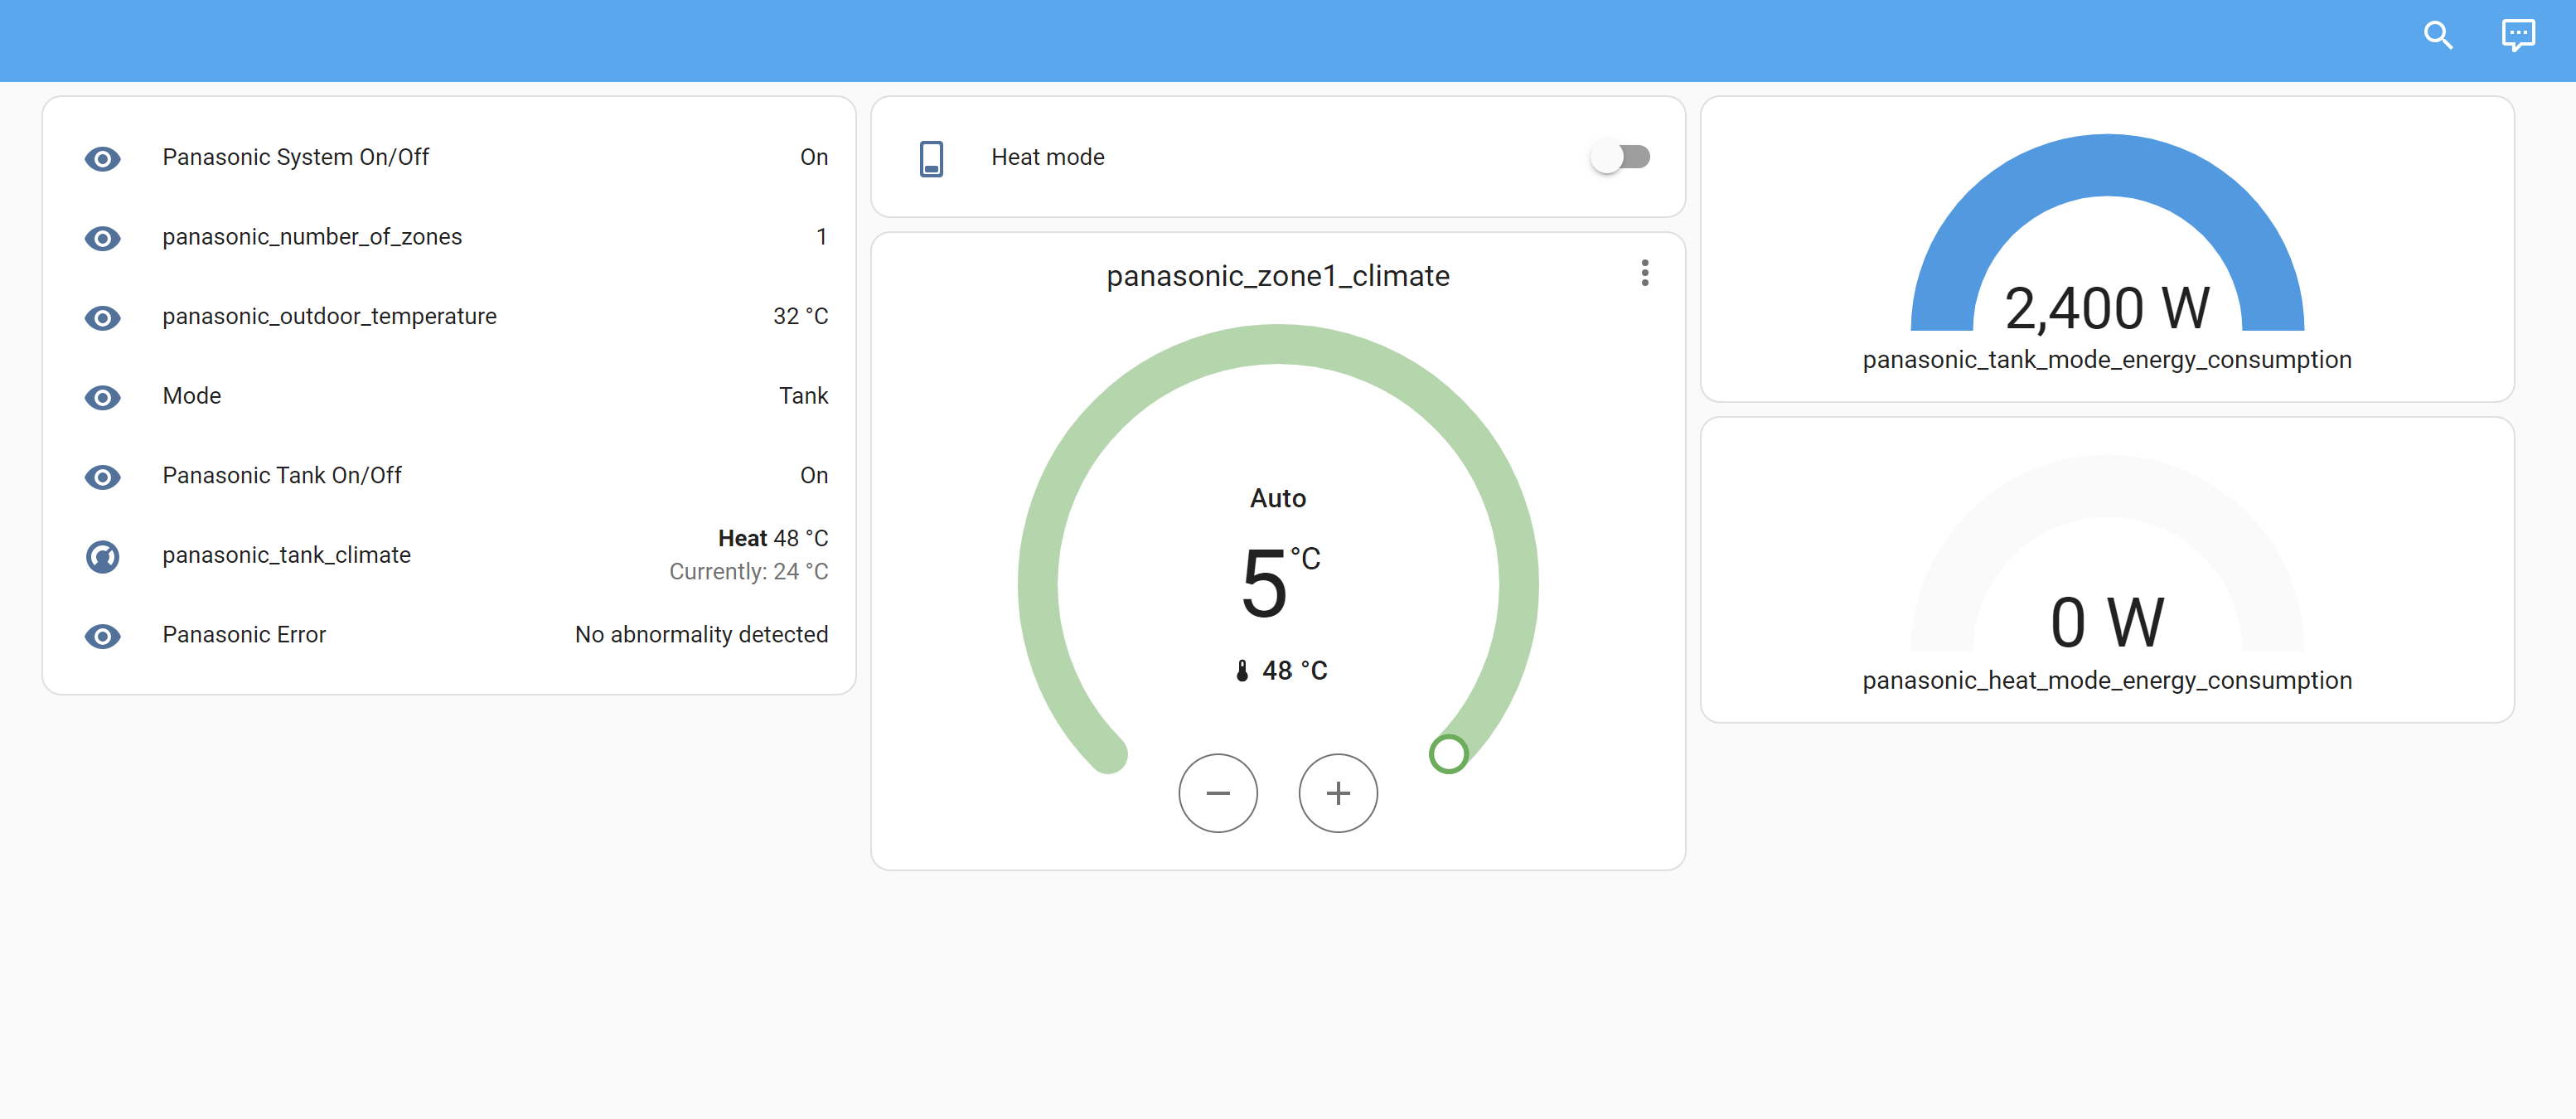 Panasonic System On/Off On
panasonic_number_of_zones 1
panasonic_outdoor_temperature 32 °C
Mode Tank
Panasonic Tank On/Off On
panasonic_tank_climate Heat 48 °C
Currently: 24 °C
Panasonic Error No abnormality detected
Heat mode
panasonic_zone1_climate
Auto
5 °C
48 °C
2,400 W
panasonic_tank_mode_energy_consumption
0 W
panasonic_heat_mode_energy_consumption